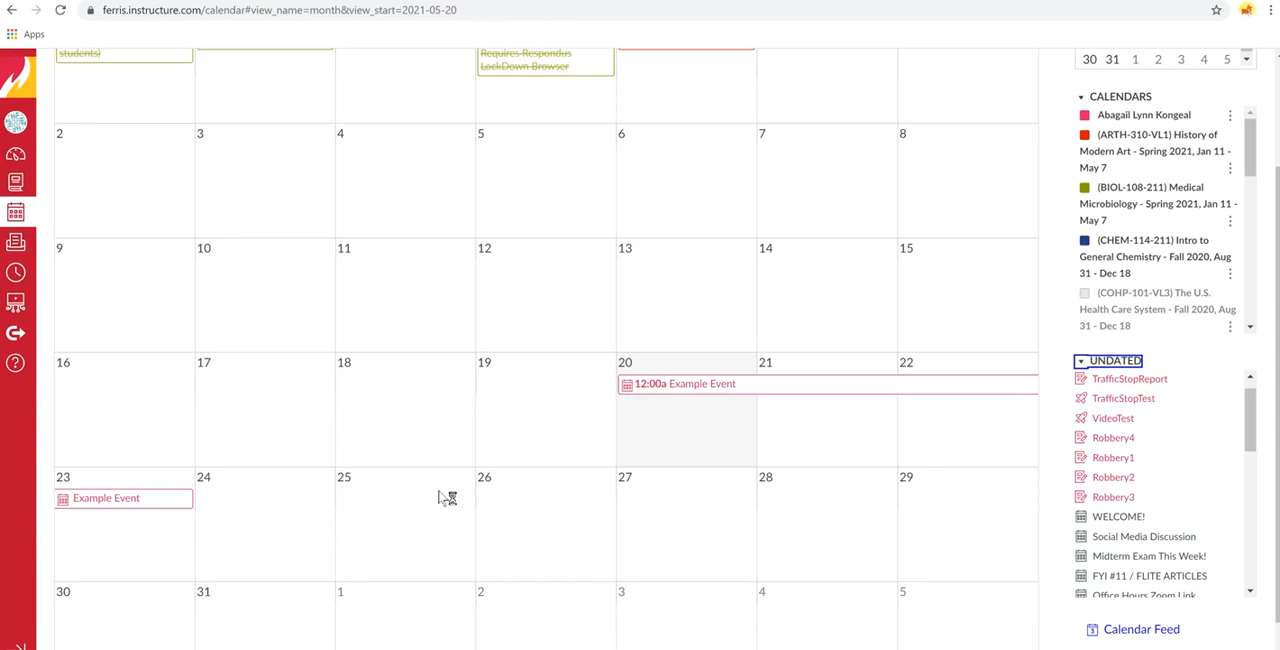 ferris.instructure.com/calendar#view_name=month&view_start=2021-05-20
Apps
students)
Requires Respondus
LockDown Browser
30 31 1 2 3 4 5
CALENDARS
Abagail Lynn Kongeal
(ARTH-310-VL1) History of
Modern Art - Spring 2021, Jan 11 -
May 7
(BIOL-108-211) Medical
Microbiology - Spring 2021, Jan 11 -
May 7
(CHEM-114-211) Intro to
General Chemistry - Fall 2020, Aug
31 - Dec 18
(COHP-101-VL3) The U.S.
Health Care System - Fall 2020, Aug
31 - Dec 18
2 3 4 5 6 7 8
9 10 11 12 13 14 15
16 17 18 19 20 21 22
12:00a Example Event
23 24 25 26 27 28 29
Example Event
30 31 1 2 3 4 5
UNDATED
TrafficStopReport
TrafficStopTest
VideoTest
Robbery4
Robbery1
Robbery2
Robbery3
WELCOME!
Social Media Discussion
Midterm Exam This Week!
FYI #11 / FLITE ARTICLES
Office Hours Zoom Link
Calendar Feed